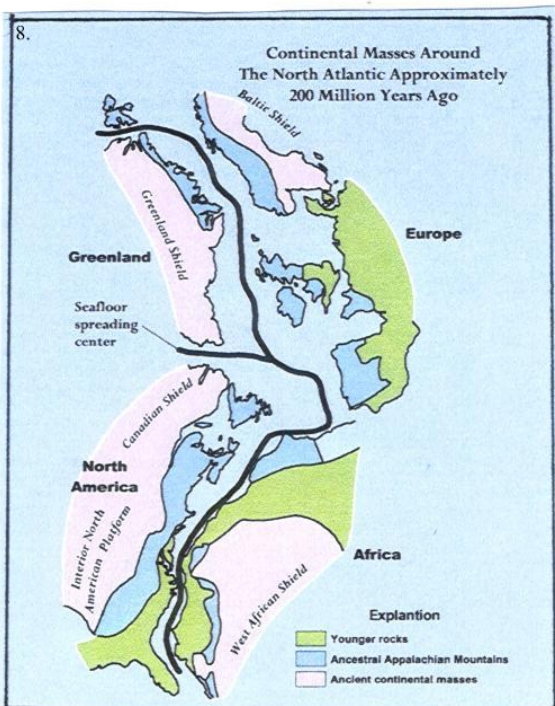 8.
Continental Masses Around
The North Atlantic Approximately
200 Million Years Ago
Baltic Shield
Greenland Shield
Europe
Greenland
Seafloor
spreading
center
Canadian Shield
North
America
Interior North
American Platform
Africa
West African Shield
Explantion
Younger rocks
Ancestral Appalachian Mountains
Ancient continental masses